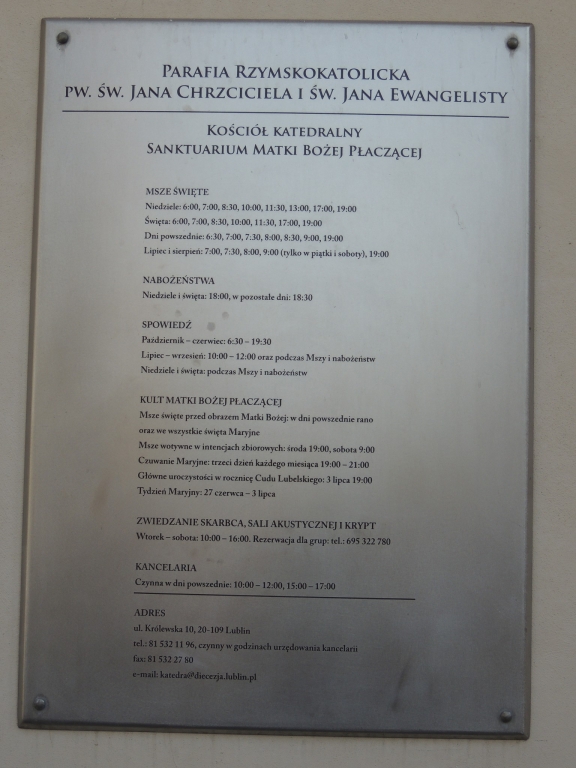 PARAFIA RZYMSKOKATOLICKA
PW. ŚW. JANA CHRZCICIELA I ŚW. JANA EWANGELISTY
KOŚCIÓŁ KATEDRALNY
SANKTUARIUM MATKI BOŻEJ PŁACZĄCEJ
MSZE ŚWIĘTE
Niedziele: 6:00, 7:00, 8:30, 10:00, 11:30, 13:00, 17:00, 19:00
Święta: 6:00, 7:00, 8:30, 10:00, 11:30, 17:00, 19:00
Dni powszednie: 6:30, 7:00, 7:30, 8:00, 8:30, 9:00, 19:00
Lipiec i sierpień: 7:00, 7:30, 8:00, 9:00 (tylko w piątki i soboty), 19:00
NABOŻEŃSTWA
Niedziele i święta: 18:00, w pozostałe dni: 18:30
SPOWIEDŹ
Październik – czerwiec: 6:30 – 19:30
Lipiec – wrzesień: 10:00 – 12:00 oraz podczas Mszy i nabożeństw
Niedziele i święta: podczas Mszy i nabożeństw
KULT MATKI BOŻEJ PŁACZĄCEJ
Msze święte przed obrazem Matki Bożej: w dni powszednie rano
oraz we wszystkie święta Maryjne
Msze wotywne w intencjach zbiorowych: środa 19:00, sobota 9:00
Czuwanie Maryjne: trzeci dzień każdego miesiąca 19:00 – 21:00
Główne uroczystości w rocznicę Cudu Lubelskiego: 3 lipca 19:00
Tydzień Maryjny: 27 czerwca – 3 lipca
ZWIEDZANIE SKARBCA, SALI AKUSTYCZNEJ I KRYPT
Wtorek – sobota: 10:00 – 16:00. Rezerwacja dla grup: tel.: 695 322 780
KANCELARIA
Czynna w dni powszednie: 10:00 – 12:00, 15:00 – 17:00
ADRES
ul. Królewska 10, 20-109 Lublin
tel.: 81 532 11 96, czynny w godzinach urzędowania kancelarii
fax: 81 532 27 80
e-mail: katedra@diecezja.lublin.pl